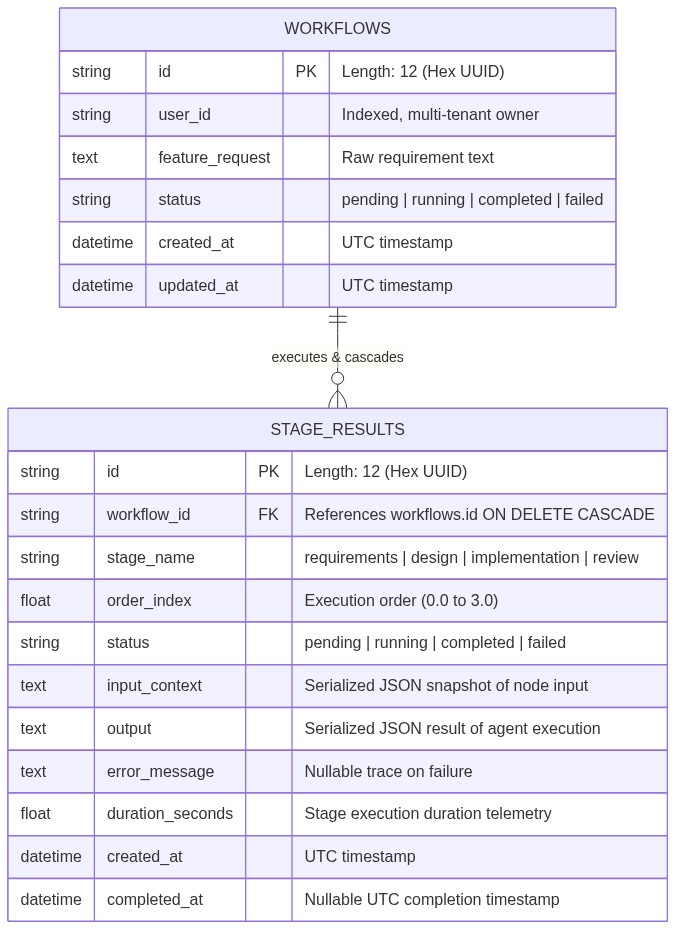 WORKFLOWS
string id PK Length: 12 (Hex UUID)
string user_id Indexed, multi-tenant owner
text feature_request Raw requirement text
string status pending | running | completed | failed
datetime created_at UTC timestamp
datetime updated_at UTC timestamp
executes & cascades
STAGE_RESULTS
string id PK Length: 12 (Hex UUID)
string workflow_id FK References workflows.id ON DELETE CASCADE
string stage_name requirements | design | implementation | review
float order_index Execution order (0.0 to 3.0)
string status pending | running | completed | failed
text input_context Serialized JSON snapshot of node input
text output Serialized JSON result of agent execution
text error_message Nullable trace on failure
float duration_seconds Stage execution duration telemetry
datetime created_at UTC timestamp
datetime completed_at Nullable UTC completion timestamp